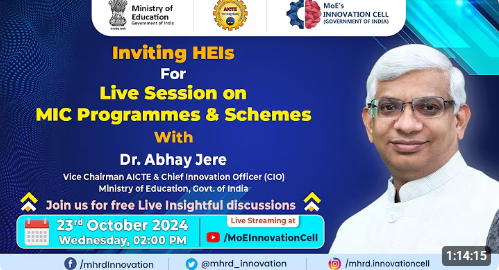 Ministry of
Education
Government of India
AICTE
MoE's
INNOVATION CELL
(GOVERNMENT OF INDIA)
Inviting HEIs
For
Live Session on
MIC Programmes & Schemes
With
Dr. Abhay Jere
Vice Chairman AICTE & Chief Innovation Officer (CIO)
Ministry of Education, Govt. of India
Join us for free Live Insightful discussions
23rd October 2024
Wednesday, 02:00 PM
Live Streaming at
/MoEInnovationCell
/mhrdInnovation
@mhrd_innovation
/mhrd.innovationcell
1:14:15